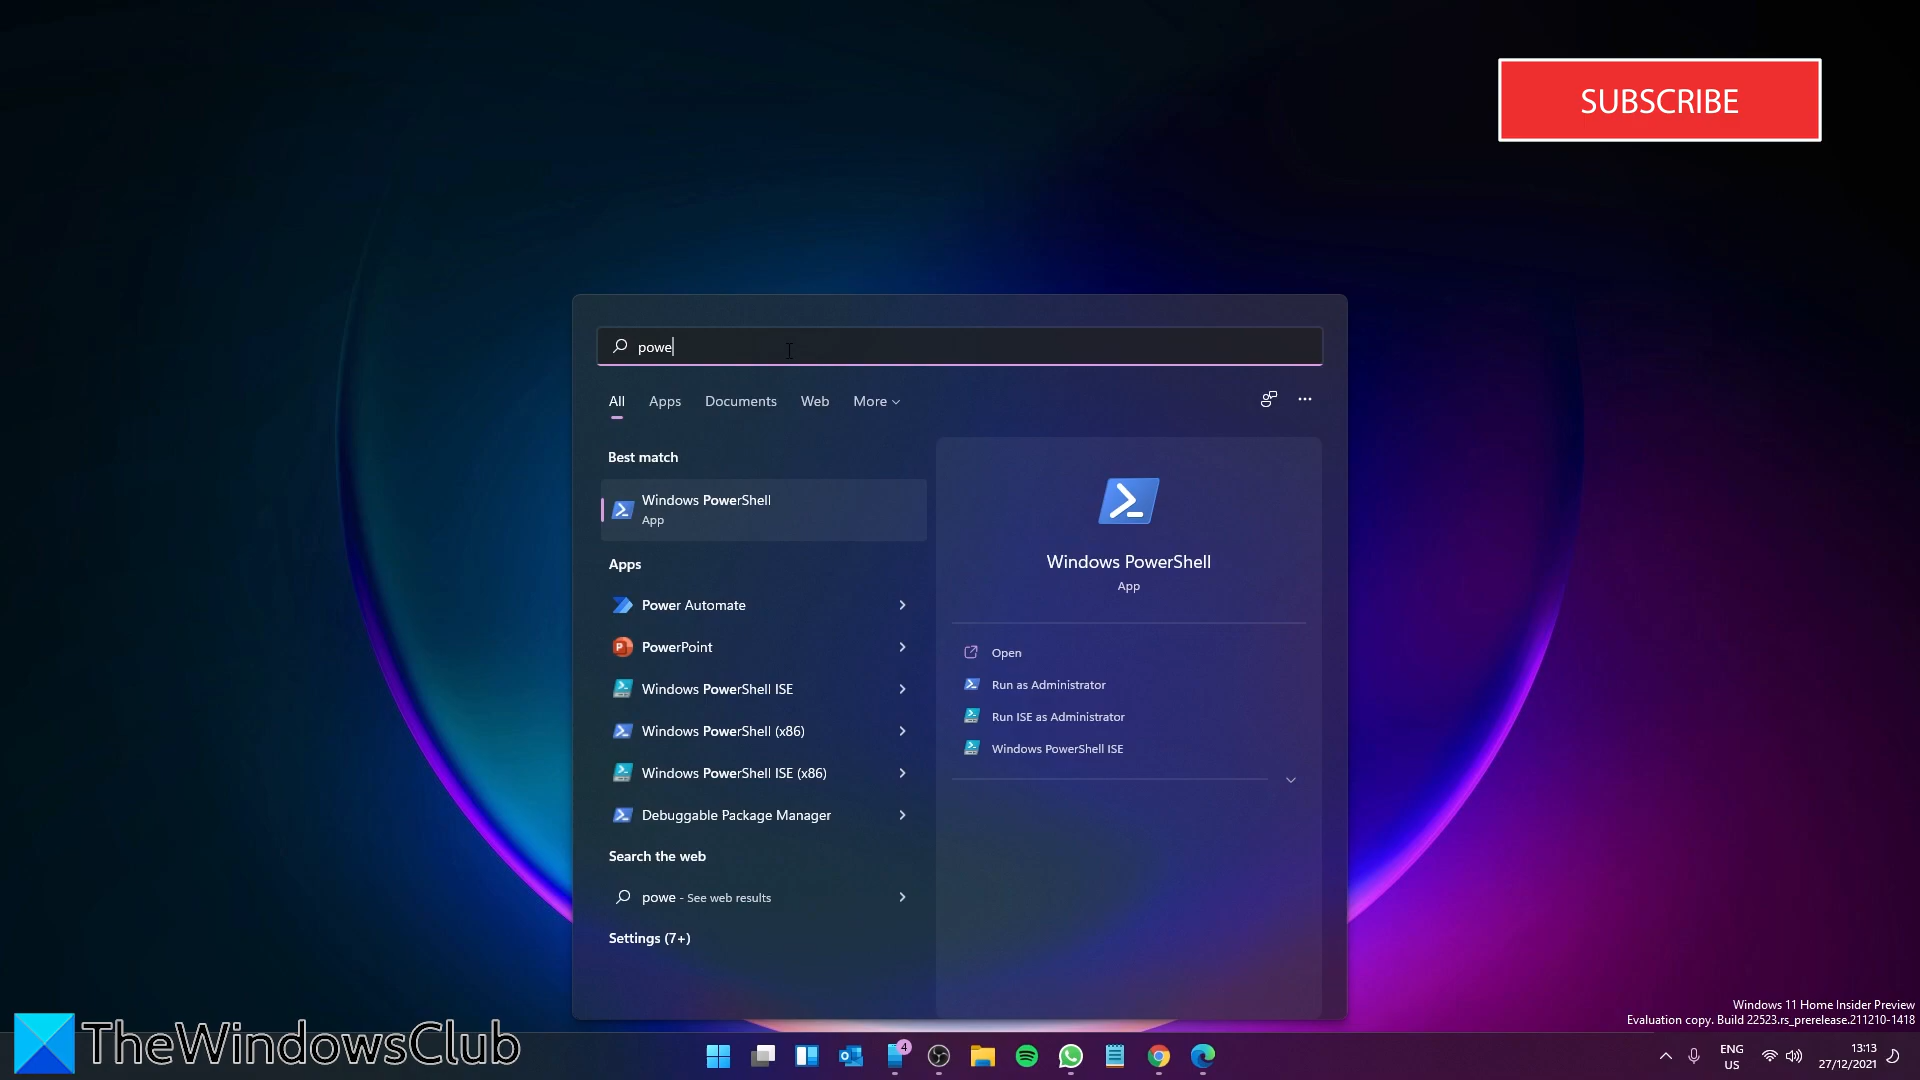 SUBSCRIBE
powe
All Apps Documents Web More
Best match
Windows PowerShell
App
Apps
Power Automate
PowerPoint
Windows PowerShell ISE
Windows PowerShell (x86)
Windows PowerShell ISE (x86)
Debuggable Package Manager
Search the web
powe - See web results
Settings (7+)
Windows PowerShell
App
Open
Run as Administrator
Run ISE as Administrator
Windows PowerShell ISE
Windows 11 Home Insider Preview
Evaluation copy. Build 22523.rs_prerelease.211210-1418
TheWindowsClub
4
ENG
US
13:13
27/12/2021